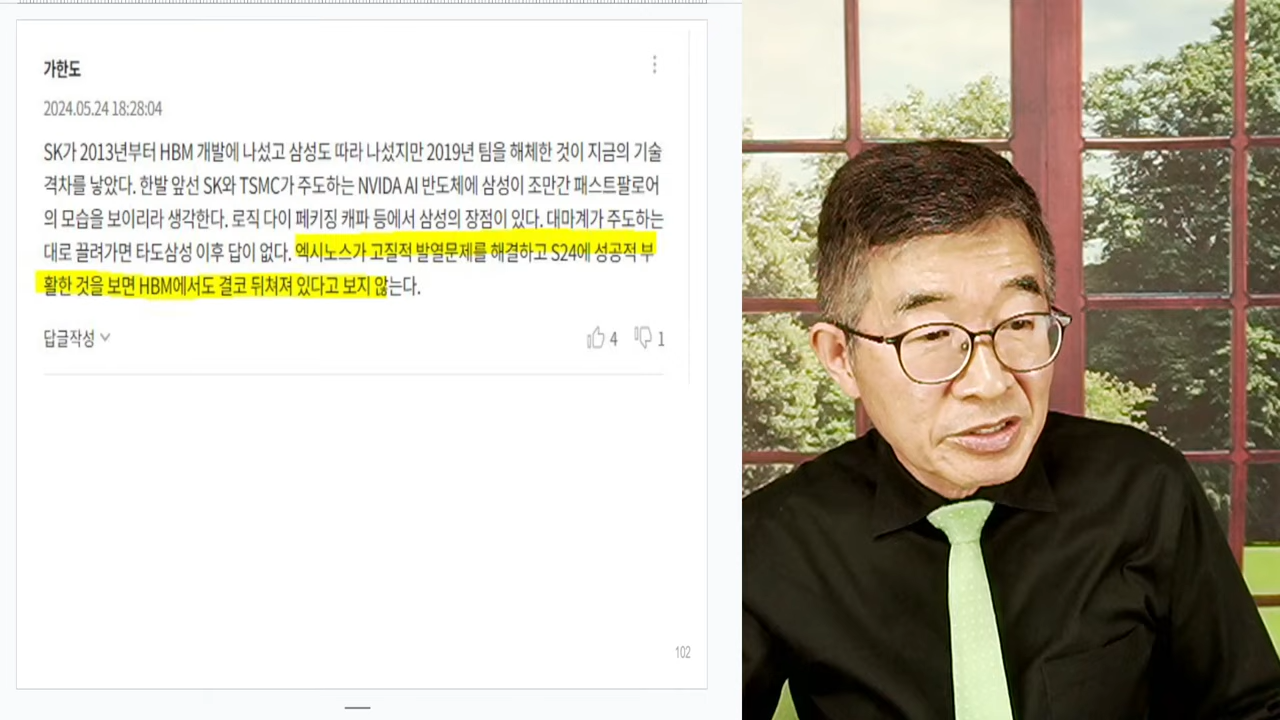 가한도
2024.05.24 18:28:04
SK가 2013년부터 HBM 개발에 나섰고 삼성도 따라 나섰지만 2019년 팀을 해체한 것이 지금의 기술
격차를 낳았다. 한발 앞선 SK와 TSMC가 주도하는 NVIDA AI 반도체에 삼성이 조만간 패스트팔로어
의 모습을 보이리라 생각한다. 로직 다이 페키징 캐파 등에서 삼성의 장점이 있다. 대마계가 주도하는
대로 끌려가면 타도삼성 이후 답이 없다. 엑시노스가 고질적 발열문제를 해결하고 S24에 성공적 부
활한 것을 보면 HBM에서도 결코 뒤쳐져 있다고 보지 않는다.
답글작성
4
1
102